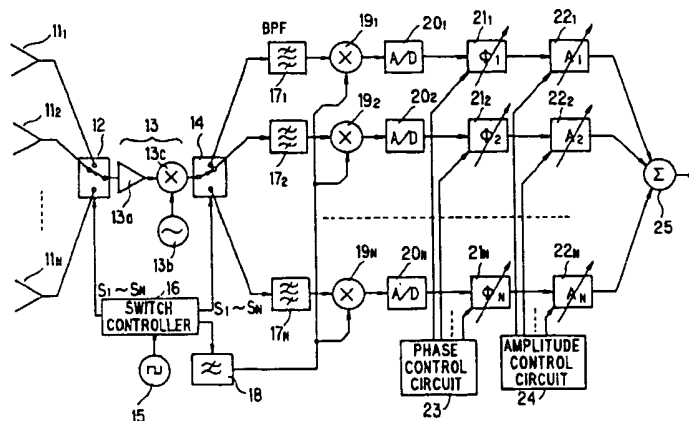 11₁
11₂
11N
12
13
13c
13a
13b
14
BPF
17₁
17₂
17N
19₁
19₂
19N
20₁
A/D
20₂
A/D
20N
A/D
21₁
Φ₁
21₂
Φ₂
21N
ΦN
22₁
A₁
22₂
A₂
22N
AN
Σ
25
S₁~SN
16
S₁~SN
SWITCH
CONTROLLER
15
18
PHASE
CONTROL
CIRCUIT
23
AMPLITUDE
CONTROL
CIRCUIT
24